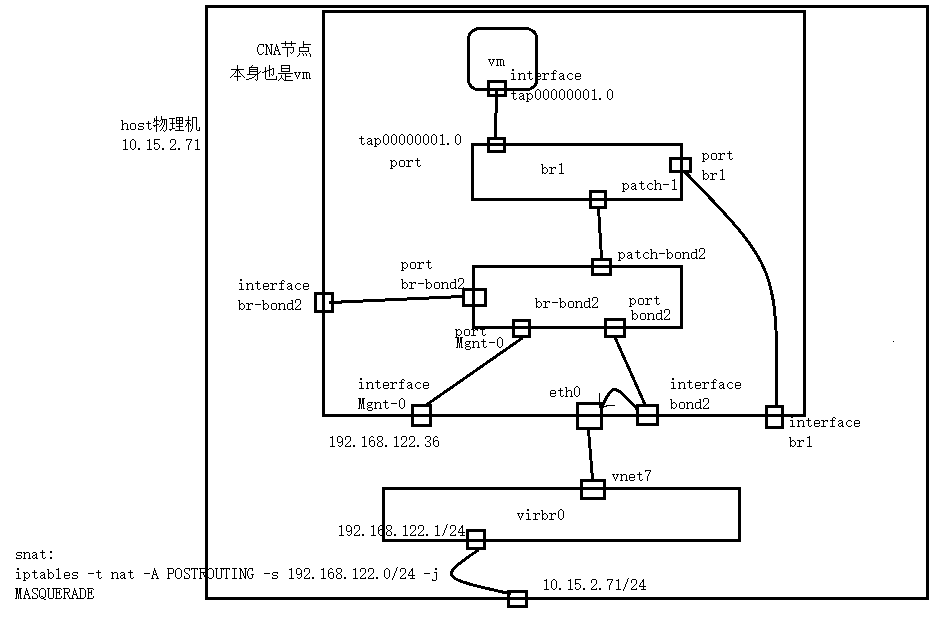 CNA节点
本身也是vm
vm
interface
tap00000001.0
host物理机
10.15.2.71
tap00000001.0
port
br1
port
br1
patch-1
patch-bond2
port
br-bond2
interface
br-bond2
br-bond2
port
bond2
port
Mgnt-0
interface
Mgnt-0
eth0
interface
bond2
interface
br1
192.168.122.36
vnet7
virbr0
192.168.122.1/24
snat:
iptables -t nat -A POSTROUTING -s 192.168.122.0/24 -j
MASQUERADE
10.15.2.71/24